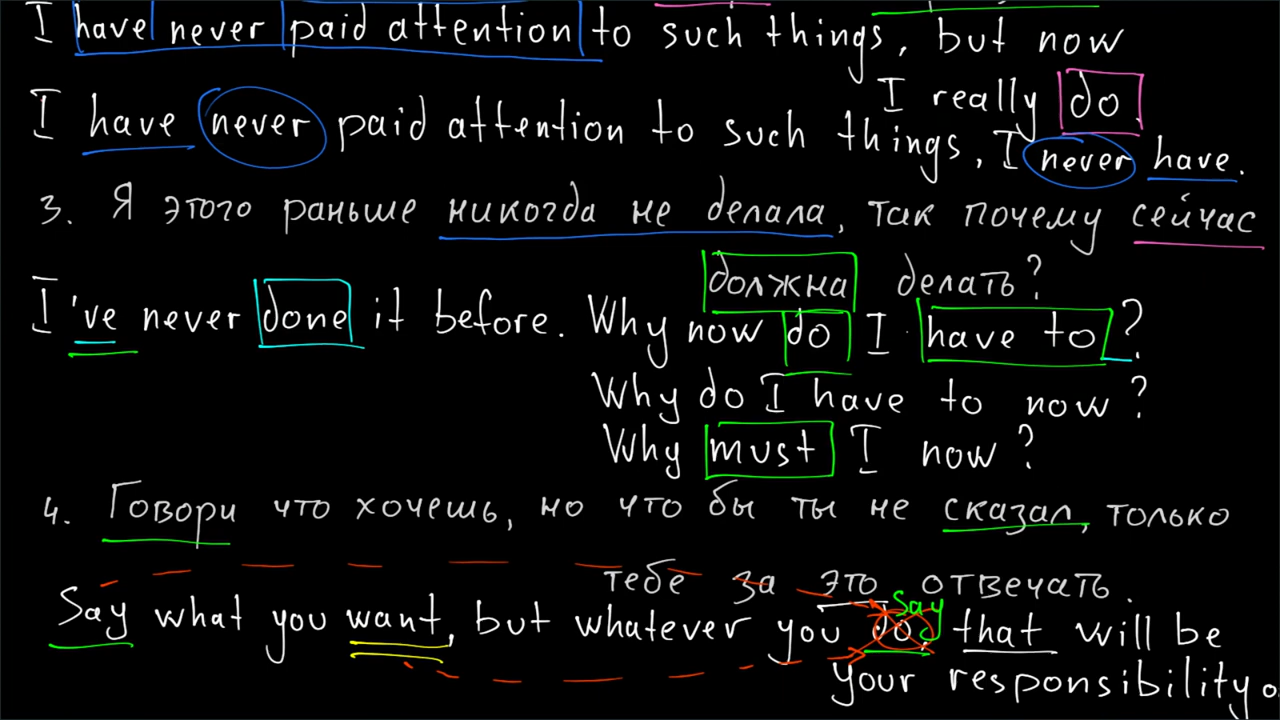 I have never paid attention to such things, but now
I really do.
I have never paid attention to such things, I never have.
3. Я этого раньше никогда не делала, так почему сейчас
должна делать?
I've never done it before. Why now do I have to?
Why do I have to now?
Why must I now?
4. Говори что хочешь, но что бы ты не сказал, только
тебе за это отвечать.
say
Say what you want, but whatever you do, that will be
your responsibility